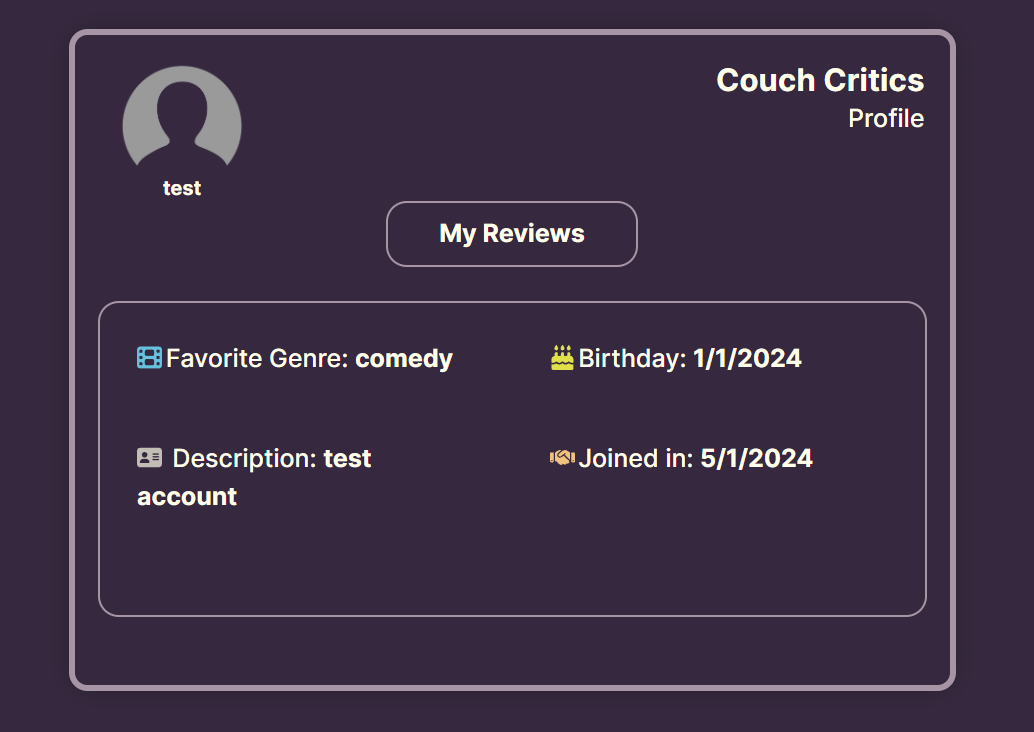 Couch Critics
Profile
test
My Reviews
Favorite Genre: comedy
Birthday: 1/1/2024
Description: test
account
Joined in: 5/1/2024